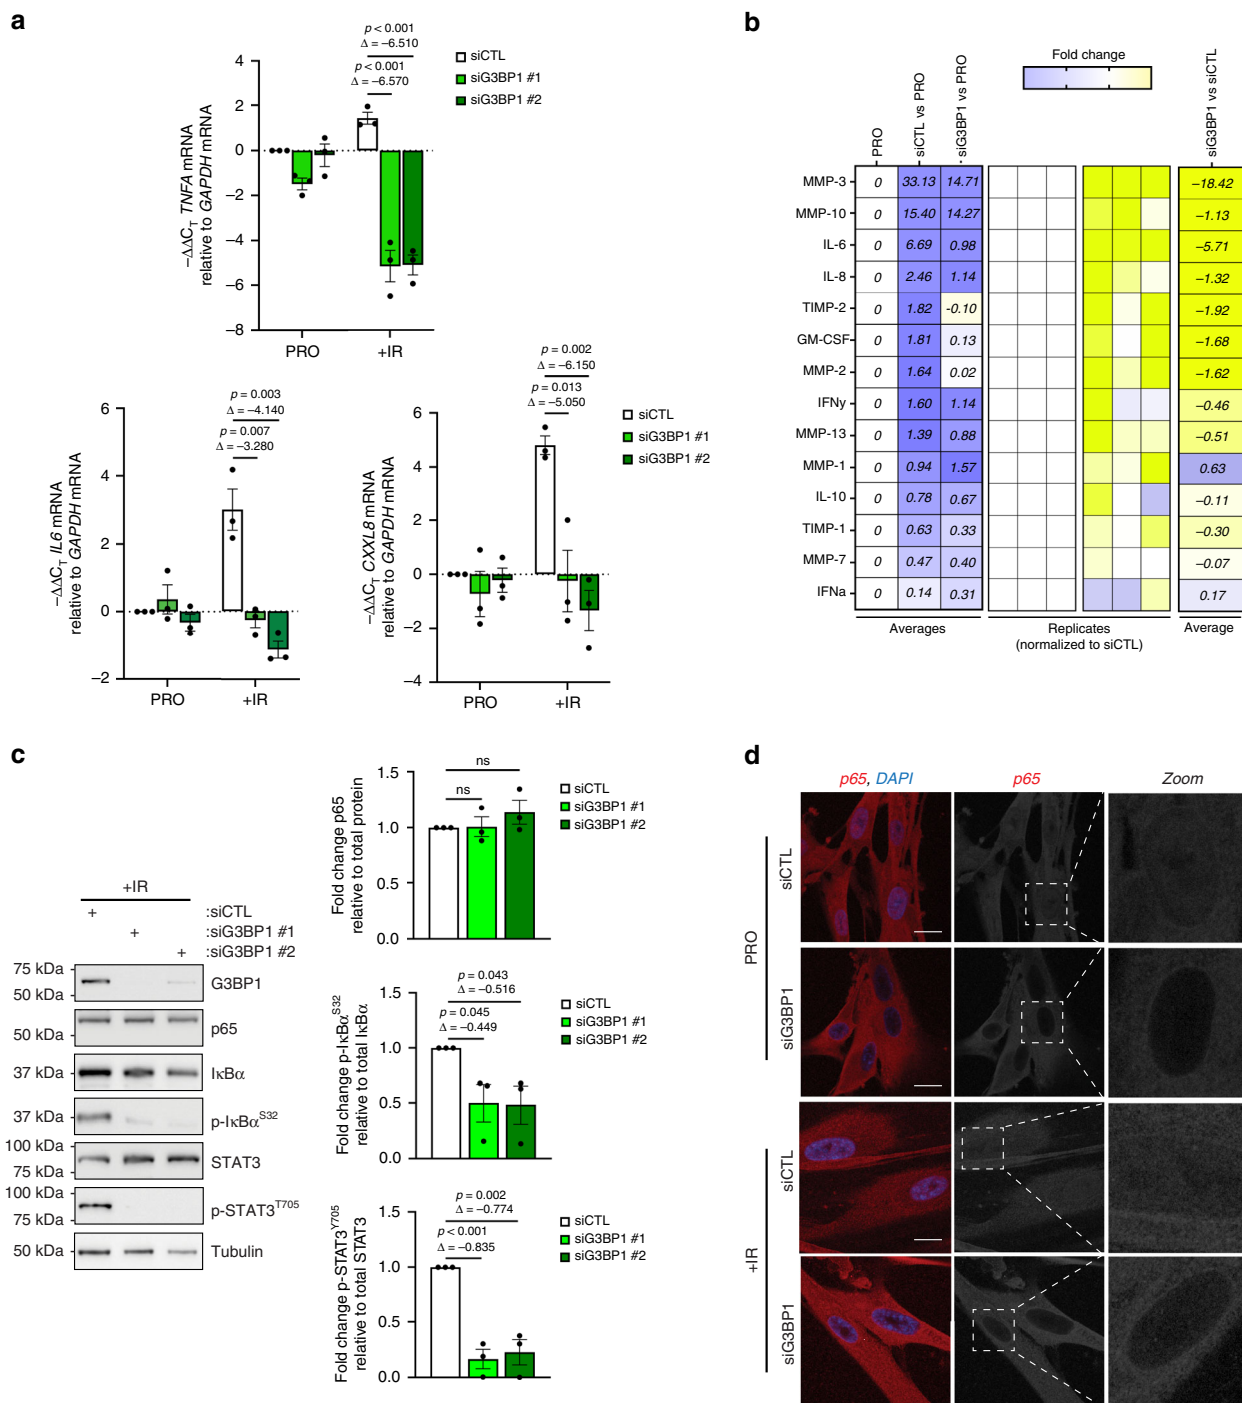 a
p < 0.001
Δ = −6.510
p < 0.001
Δ = −6.570
siCTL
siG3BP1 #1
siG3BP1 #2
−ΔΔCT TNFA mRNA
relative to GAPDH mRNA
4
2
0
−2
−4
−6
−8
PRO
+IR
p = 0.003
Δ = −4.140
p = 0.007
Δ = −3.280
−ΔΔCT IL6 mRNA
relative to GAPDH mRNA
6
4
2
0
−2
PRO
+IR
p = 0.002
Δ = −6.150
p = 0.013
Δ = −5.050
siCTL
siG3BP1 #1
siG3BP1 #2
−ΔΔCT CXXL8 mRNA
relative to GAPDH mRNA
6
4
2
0
−2
−4
PRO
+IR
b
Fold change
PRO
siCTL vs PRO
siG3BP1 vs PRO
siG3BP1 vs siCTL
MMP-3 0 33.13 14.71 −18.42
MMP-10 0 15.40 14.27 −1.13
IL-6 0 6.69 0.98 −5.71
IL-8 0 2.46 1.14 −1.32
TIMP-2 0 1.82 -0.10 −1.92
GM-CSF 0 1.81 0.13 −1.68
MMP-2 0 1.64 0.02 −1.62
IFNy 0 1.60 1.14 −0.46
MMP-13 0 1.39 0.88 −0.51
MMP-1 0 0.94 1.57 0.63
IL-10 0 0.78 0.67 −0.11
TIMP-1 0 0.63 0.33 −0.30
MMP-7 0 0.47 0.40 −0.07
IFNa 0 0.14 0.31 0.17
Averages
Replicates
(normalized to siCTL)
Average
c
+IR
+ :siCTL
+ :siG3BP1 #1
+ :siG3BP1 #2
75 kDa
50 kDa
G3BP1
50 kDa
p65
37 kDa
IκBα
37 kDa
p-IκBαS32
100 kDa
75 kDa
STAT3
100 kDa
75 kDa
p-STAT3T705
50 kDa
Tubulin
ns
ns
siCTL
siG3BP1 #1
siG3BP1 #2
Fold change p65
relative to total protein
1.5
1.0
0.5
0.0
p = 0.043
Δ = −0.516
p = 0.045
Δ = −0.449
siCTL
siG3BP1 #1
siG3BP1 #2
Fold change p-IκBαS32
relative to total IκBα
1.5
1.0
0.5
0.0
p = 0.002
Δ = −0.774
p < 0.001
Δ = −0.835
siCTL
siG3BP1 #1
siG3BP1 #2
Fold change p-STAT3Y705
relative to total STAT3
1.5
1.0
0.5
0.0
d
p65, DAPI
p65
Zoom
PRO
siCTL
siG3BP1
+IR
siCTL
siG3BP1